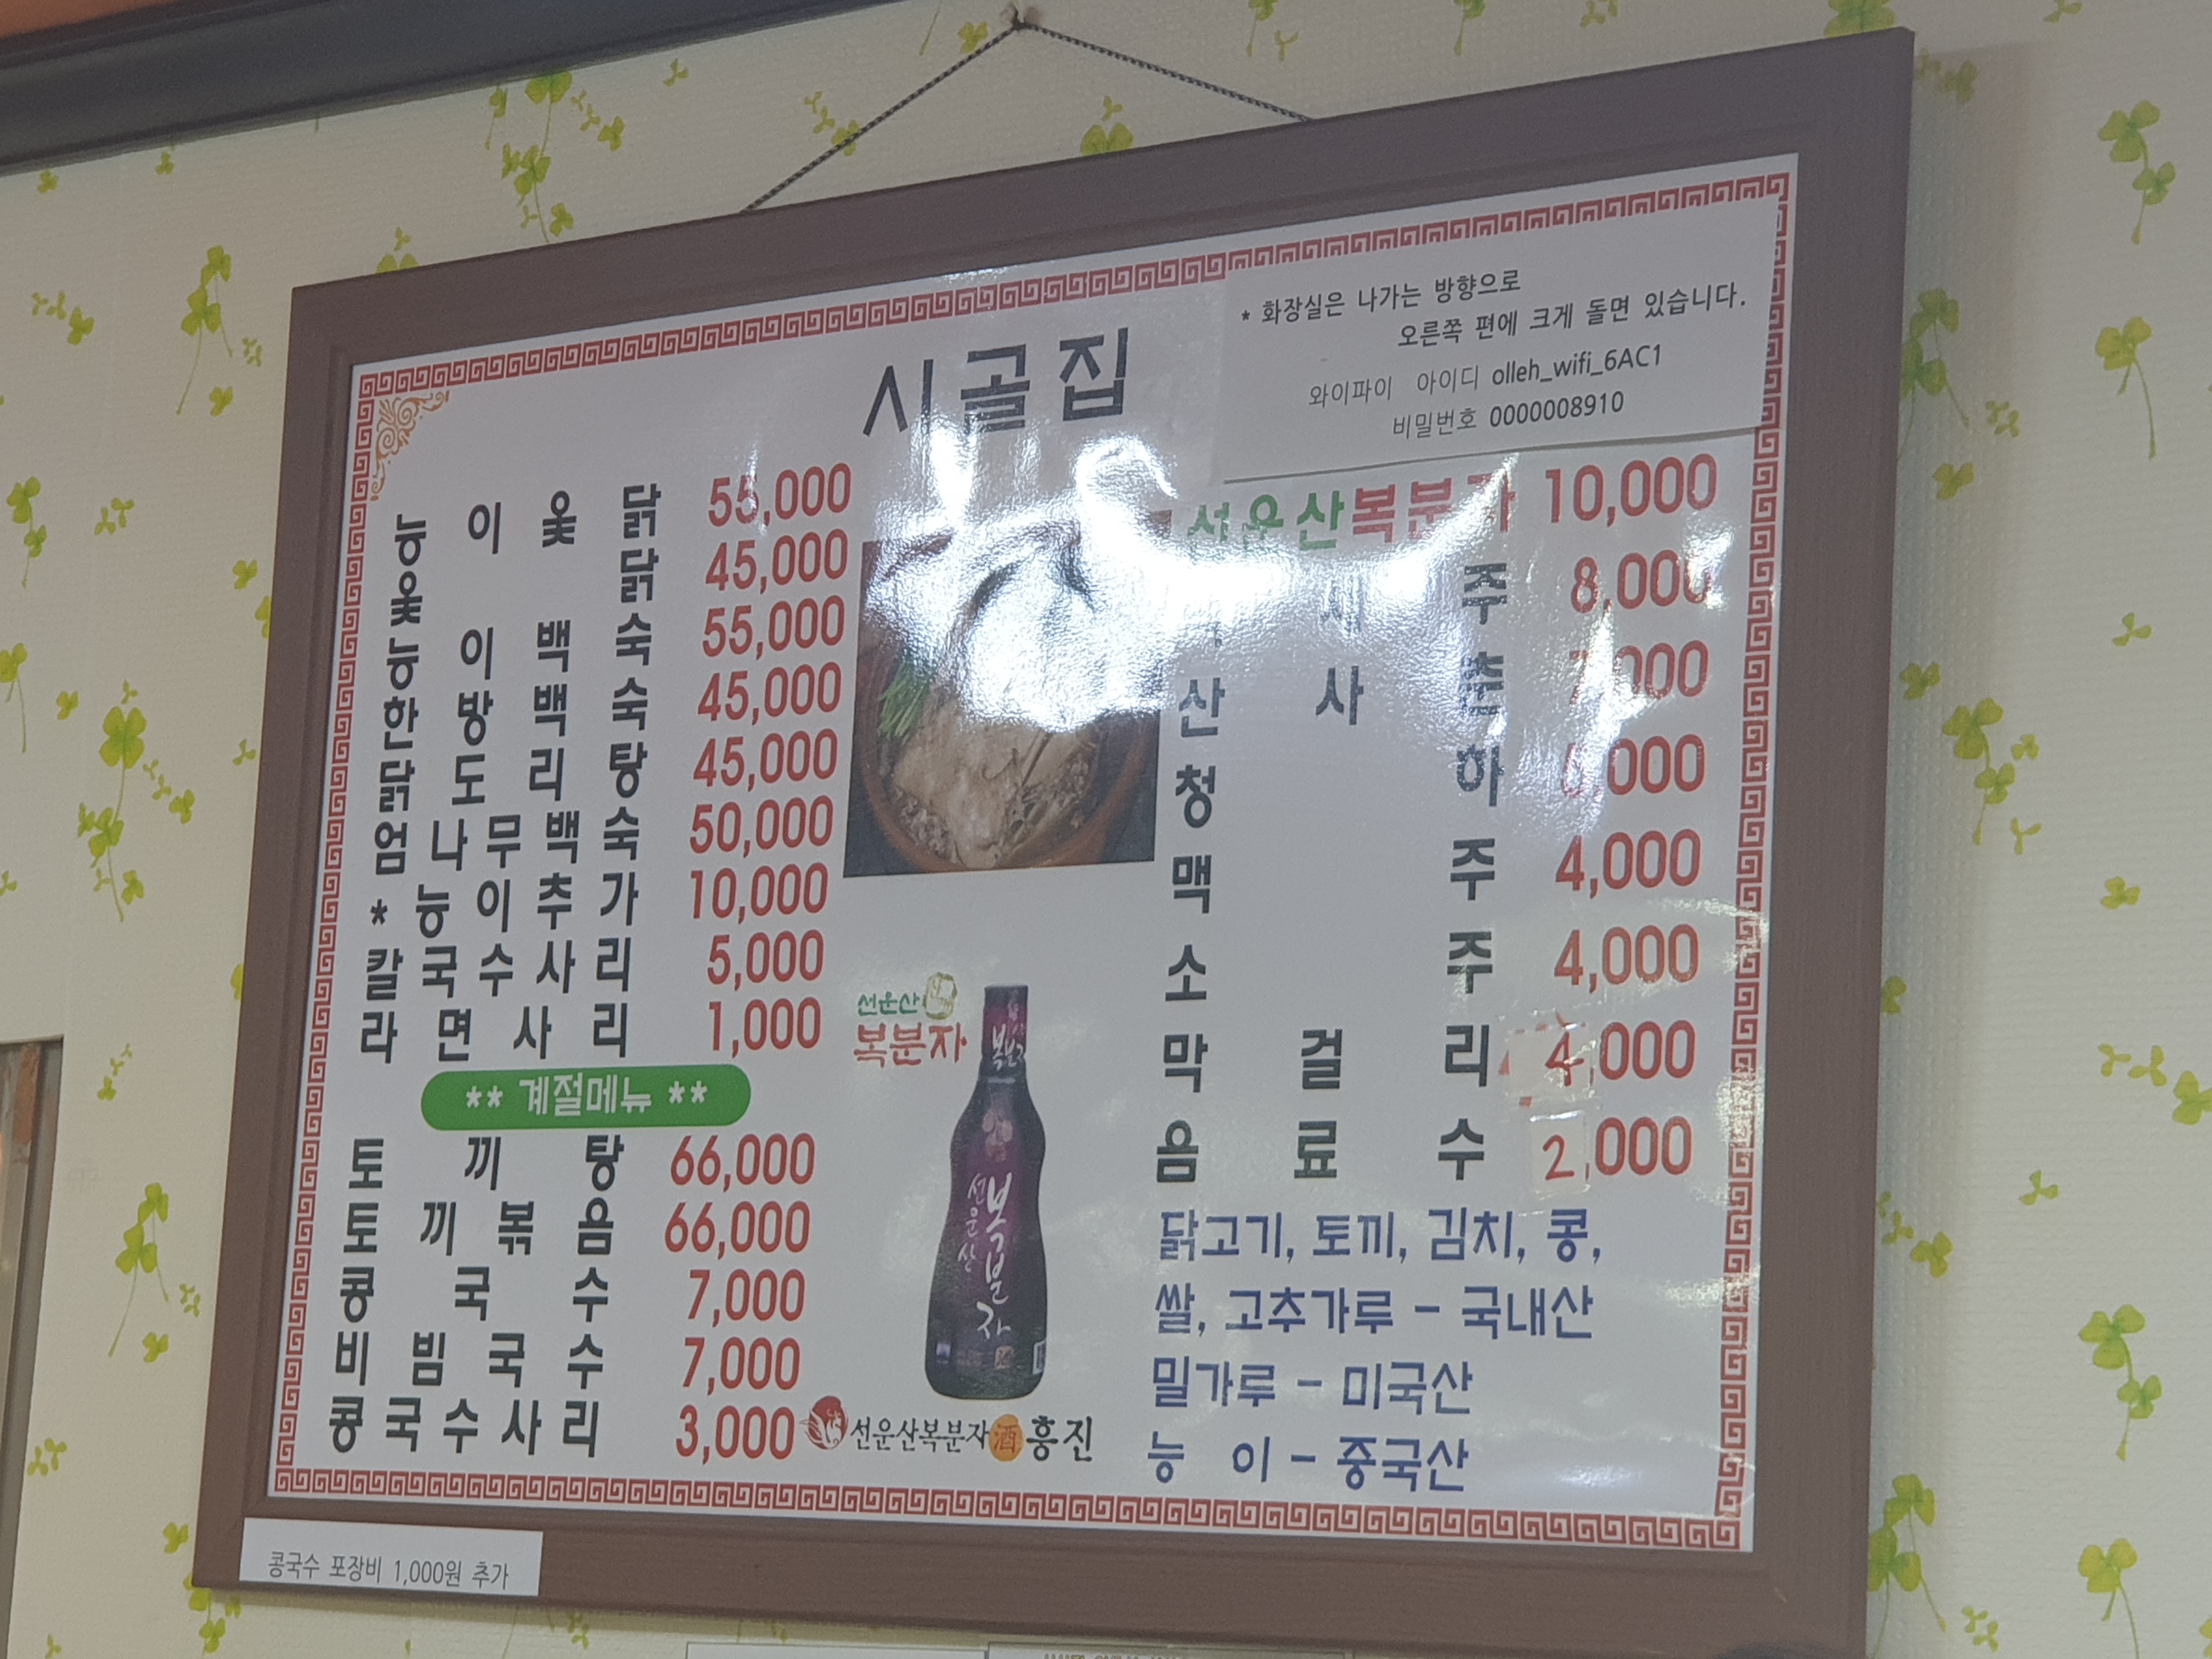 시골집
* 화장실은 나가는 방향으로
오른쪽 편에 크게 돌면 있습니다.
와이파이 아이디 olleh_wifi_6AC1
비밀번호 0000008910
능이옻닭 55,000
옻닭 45,000
능이백숙 55,000
한방백숙 45,000
닭도리탕 45,000
엄나무백숙 50,000
* 능이추가 10,000
칼국수사리 5,000
라면사리 1,000
** 계절메뉴 **
토끼탕 66,000
토끼볶음 66,000
콩국수 7,000
비빔국수 7,000
콩국수사리 3,000
선운산
복분자
선운산 복분자
선운산복분자 酒 흥진
선운산복분자 10,000
세주 8,000
산사춘 7,000
청하 ,000
맥주 4,000
소주 4,000
막걸리 4,000
음료수 2,000
닭고기, 토끼, 김치, 콩,
쌀, 고추가루 - 국내산
밀가루 - 미국산
능 이 - 중국산
콩국수 포장비 1,000원 추가